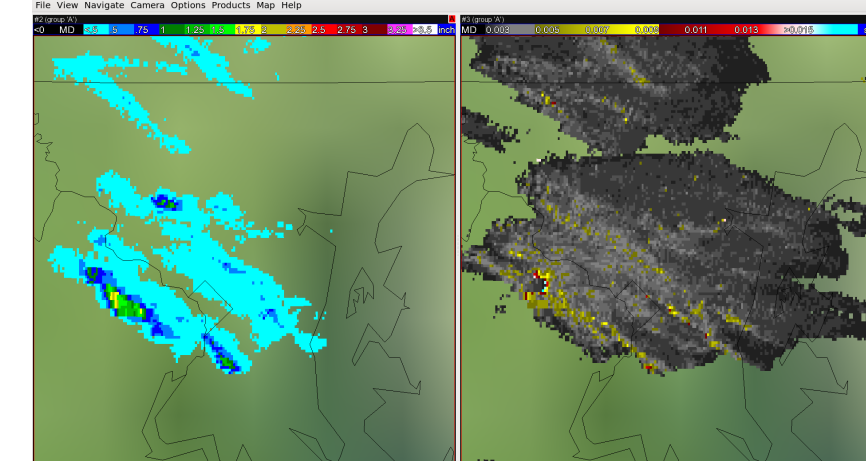 File View Navigate Camera Options Products Map Help
#2 (group 'A')
#3 (group 'A')
<0 MD <.5 .5 .75 1 1.25 1.5 1.75 2 2.25 2.5 2.75 3 3.25 >3.5 inch
MD 0.003 0.005 0.007 0.009 0.011 0.013 >0.015